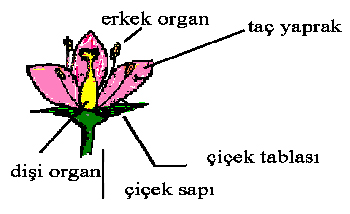 erkek organ
taç yaprak
çiçek tablası
dişi organ
çiçek sapı